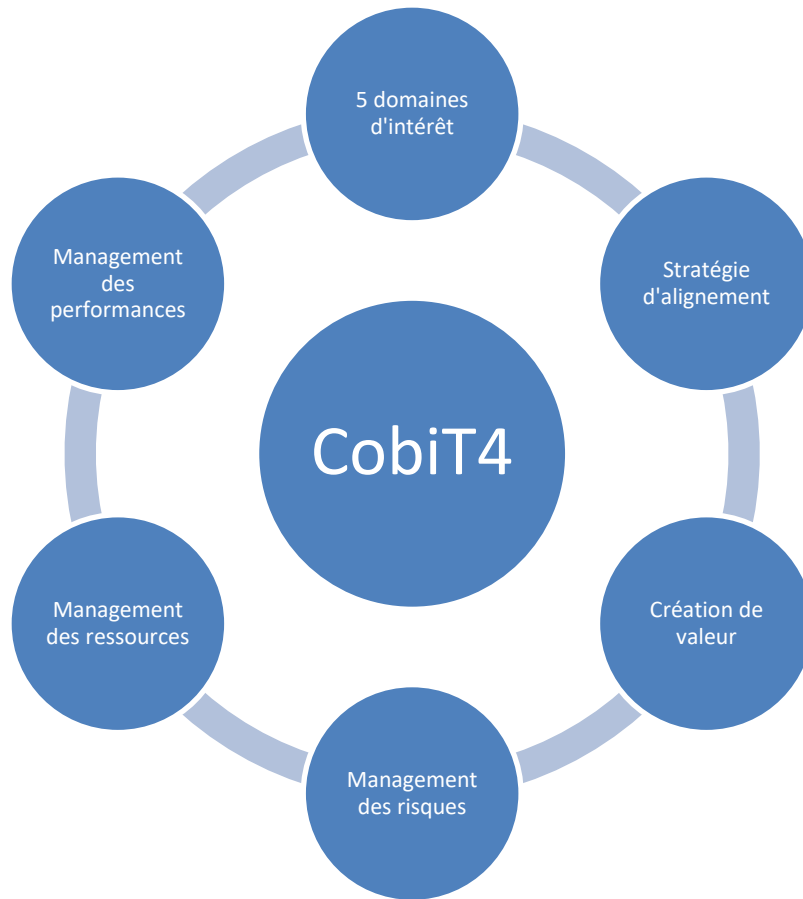 5 domaines
d'intérêt
Stratégie
d'alignement
Création de
valeur
Management
des risques
Management
des ressources
Management
des
performances
CobiT4